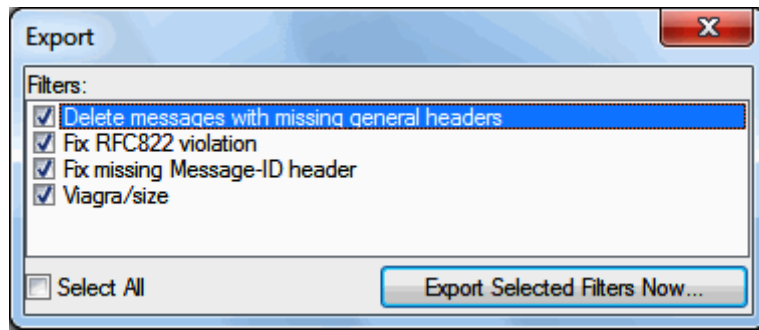 Export
Filters:
Delete messages with missing general headers
Fix RFC822 violation
Fix missing Message-ID header
Viagra/size
Select All
Export Selected Filters Now...